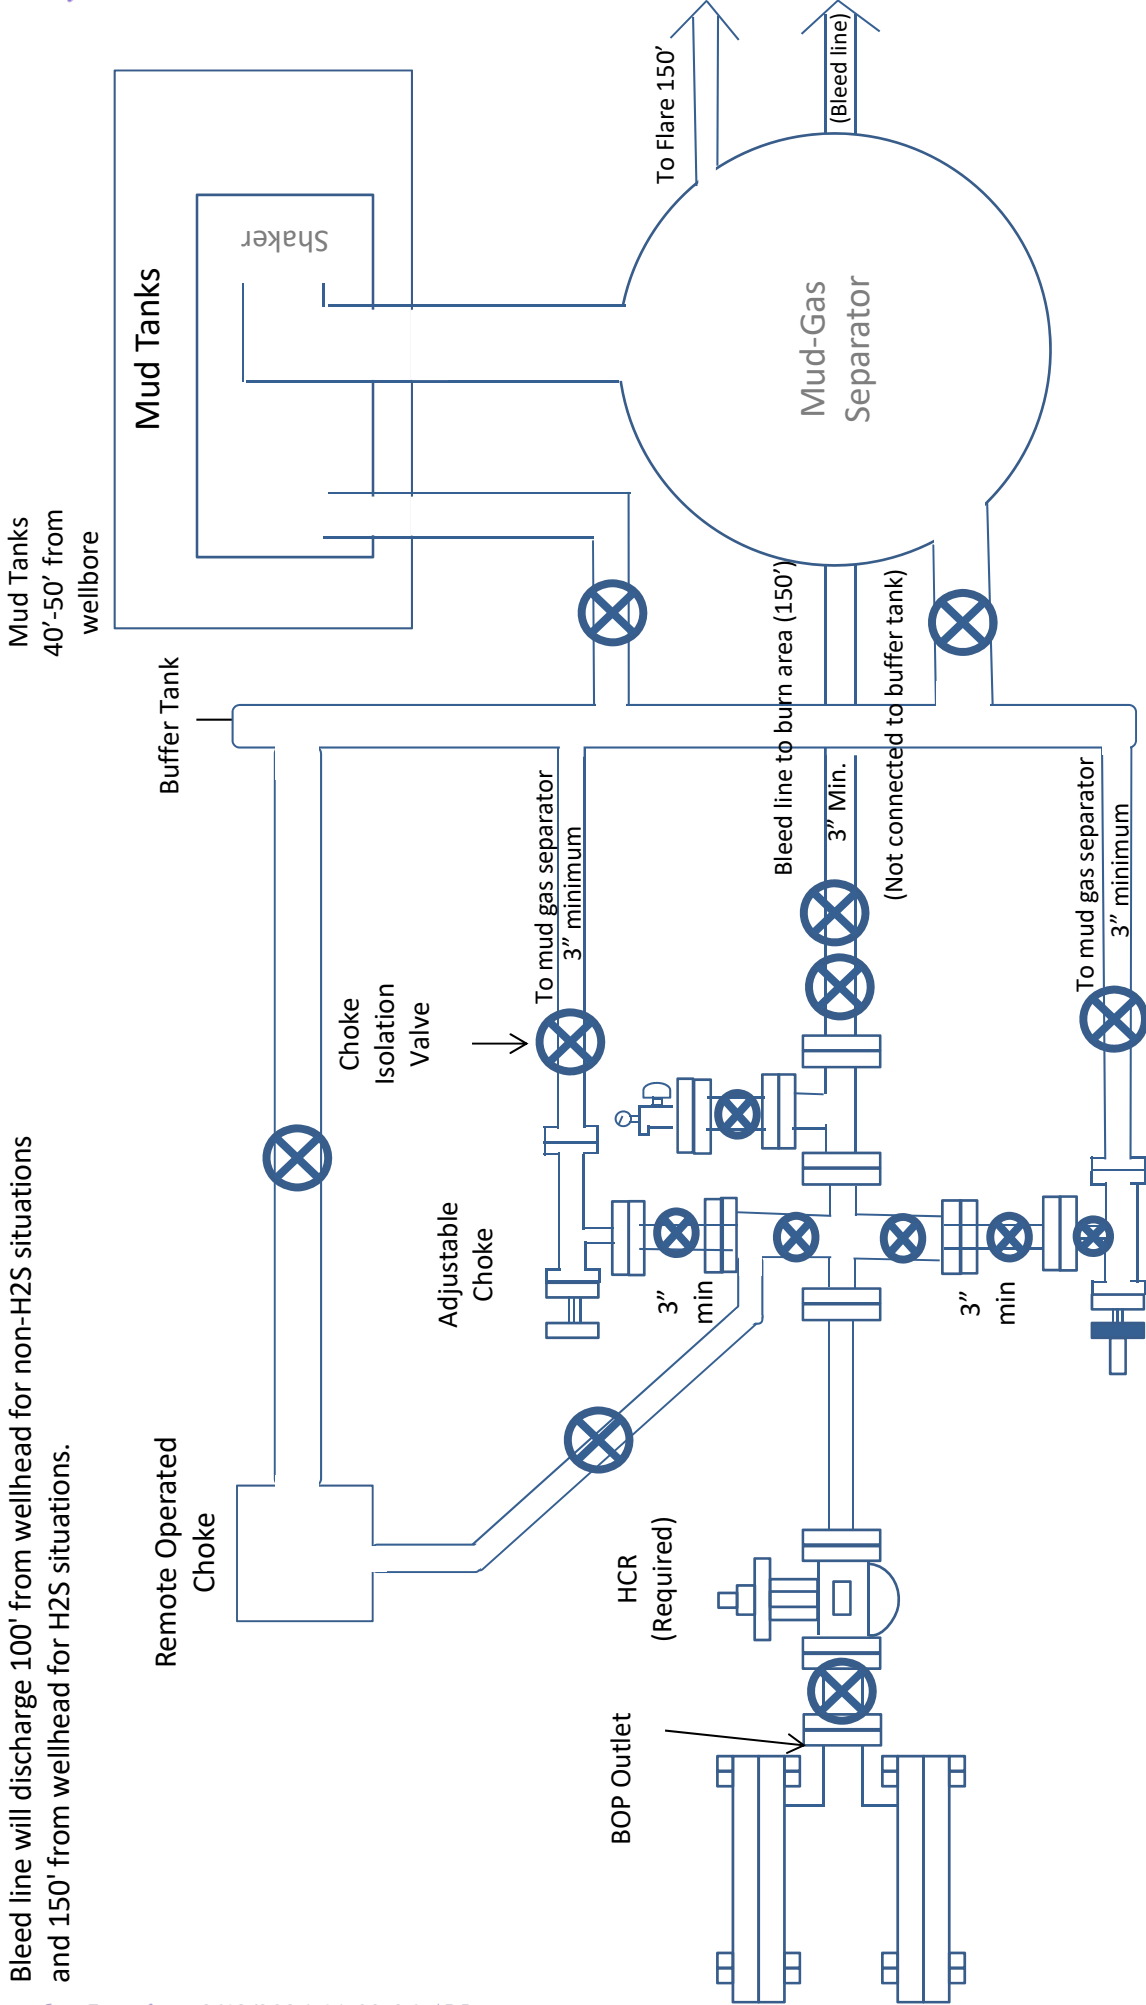 Bleed line will discharge 100' from wellhead for non-H2S situations
and 150' from wellhead for H2S situations.
Mud Tanks
40’-50’ from
wellbore
Mud Tanks
Shaker
Buffer Tank
Remote Operated
Choke
Choke
Isolation
Valve
Adjustable
Choke
To mud gas separator
3” minimum
To Flare 150’
(Bleed line)
Mud-Gas
Separator
Bleed line to burn area (150’)
3” Min.
(Not connected to buffer tank)
3”
min
HCR
(Required)
BOP Outlet
3”
min
To mud gas separator
3” minimum